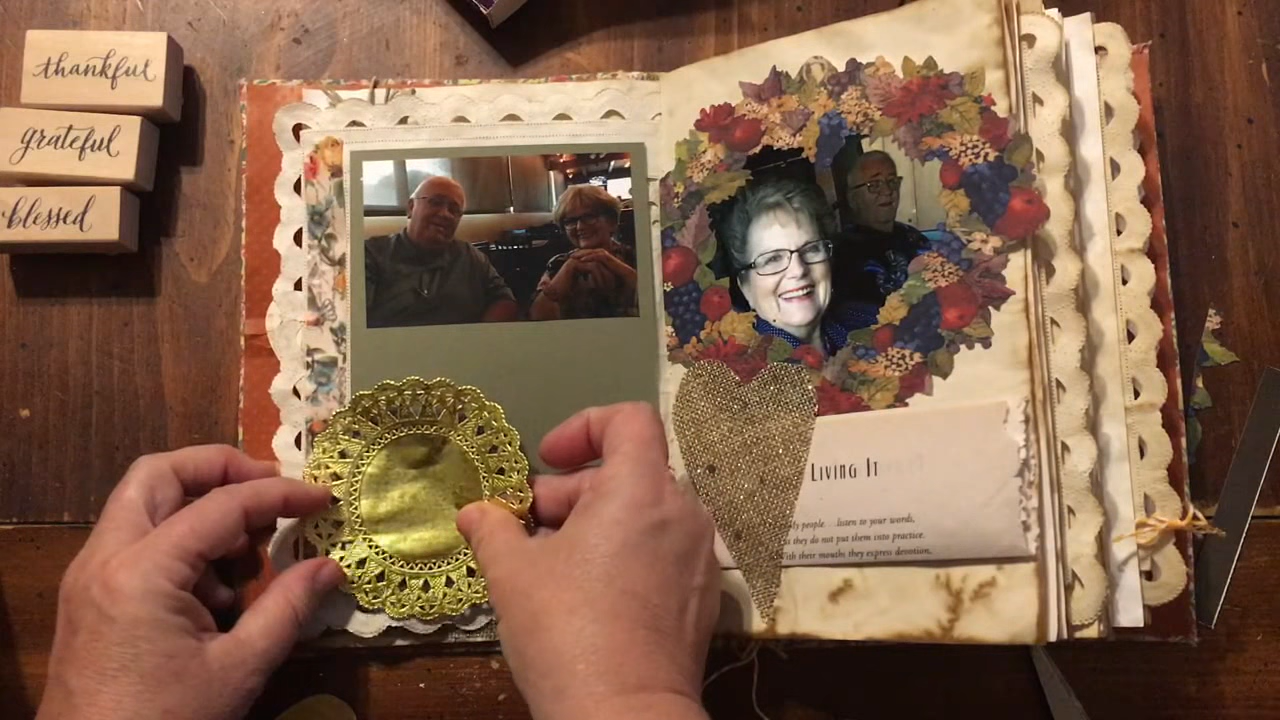 thankful
grateful
blessed
LIVING IT
My people. . .listen to your words,
they do not put them into practice.
With their mouths they express devotion,